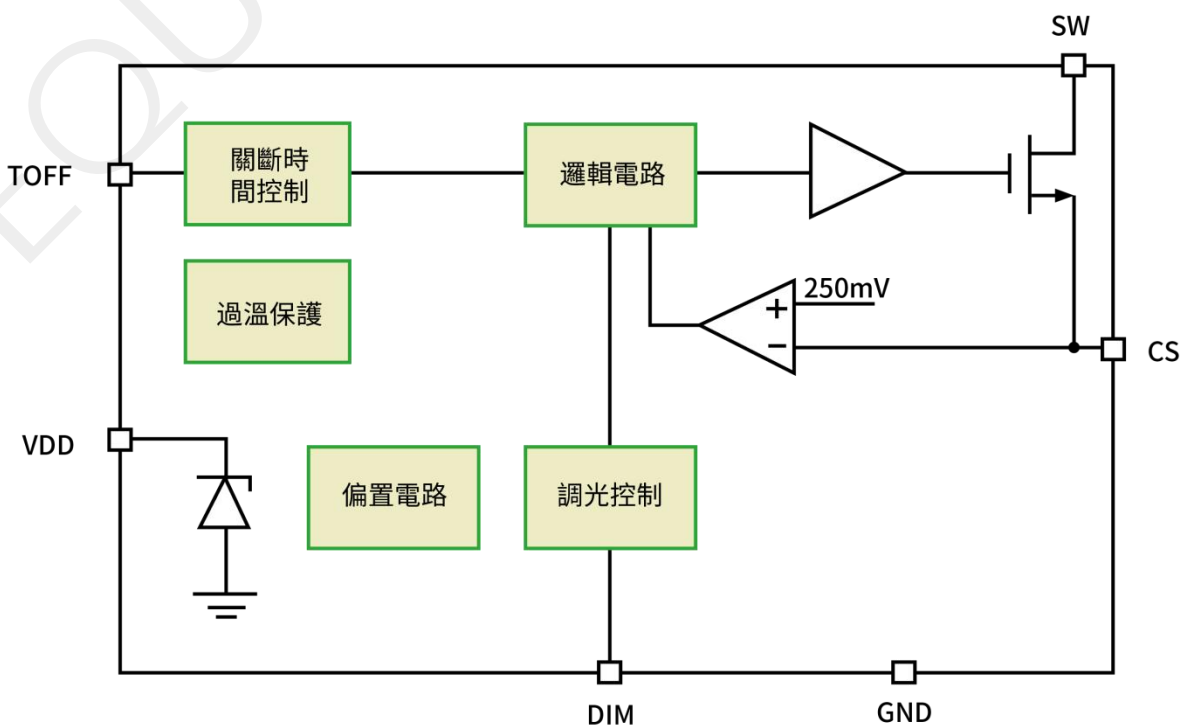 SW
TOFF
關斷時
間控制
邏輯電路
過溫保護
250mV
+
−
CS
VDD
偏置電路
調光控制
DIM
GND